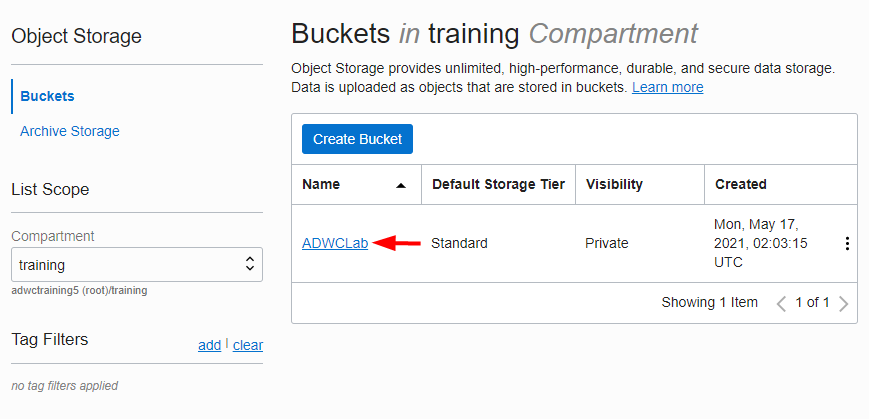 Object Storage
Buckets
Archive Storage
List Scope
Compartment
training
adwctraining5 (root)/training
Tag Filters
add | clear
no tag filters applied
Buckets in training Compartment
Object Storage provides unlimited, high-performance, durable, and secure data storage.
Data is uploaded as objects that are stored in buckets. Learn more
Create Bucket
Name Default Storage Tier Visibility Created
ADWCLab Standard Private Mon, May 17,
2021, 02:03:15
UTC
Showing 1 Item 1 of 1